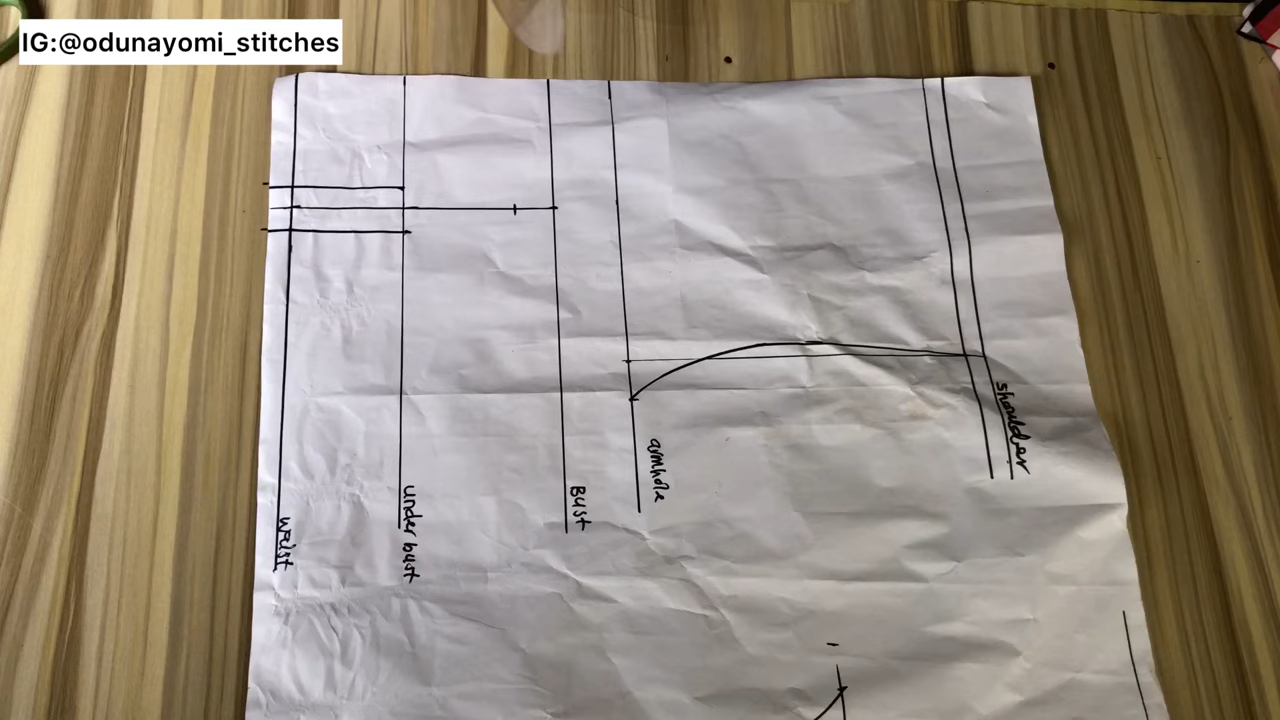 IG:@odunayomi_stitches
shoulder
armhole
Bust
under bust
waist